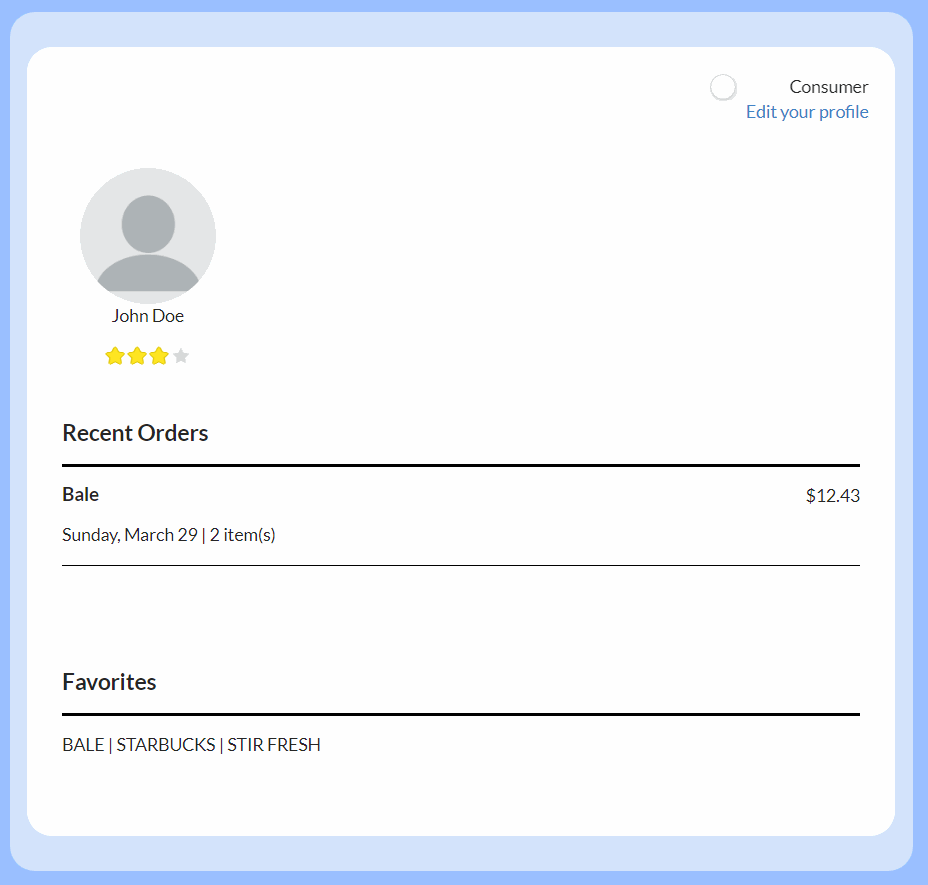 Consumer
Edit your profile
John Doe
Recent Orders
Bale $12.43
Sunday, March 29 | 2 item(s)
Favorites
BALE | STARBUCKS | STIR FRESH